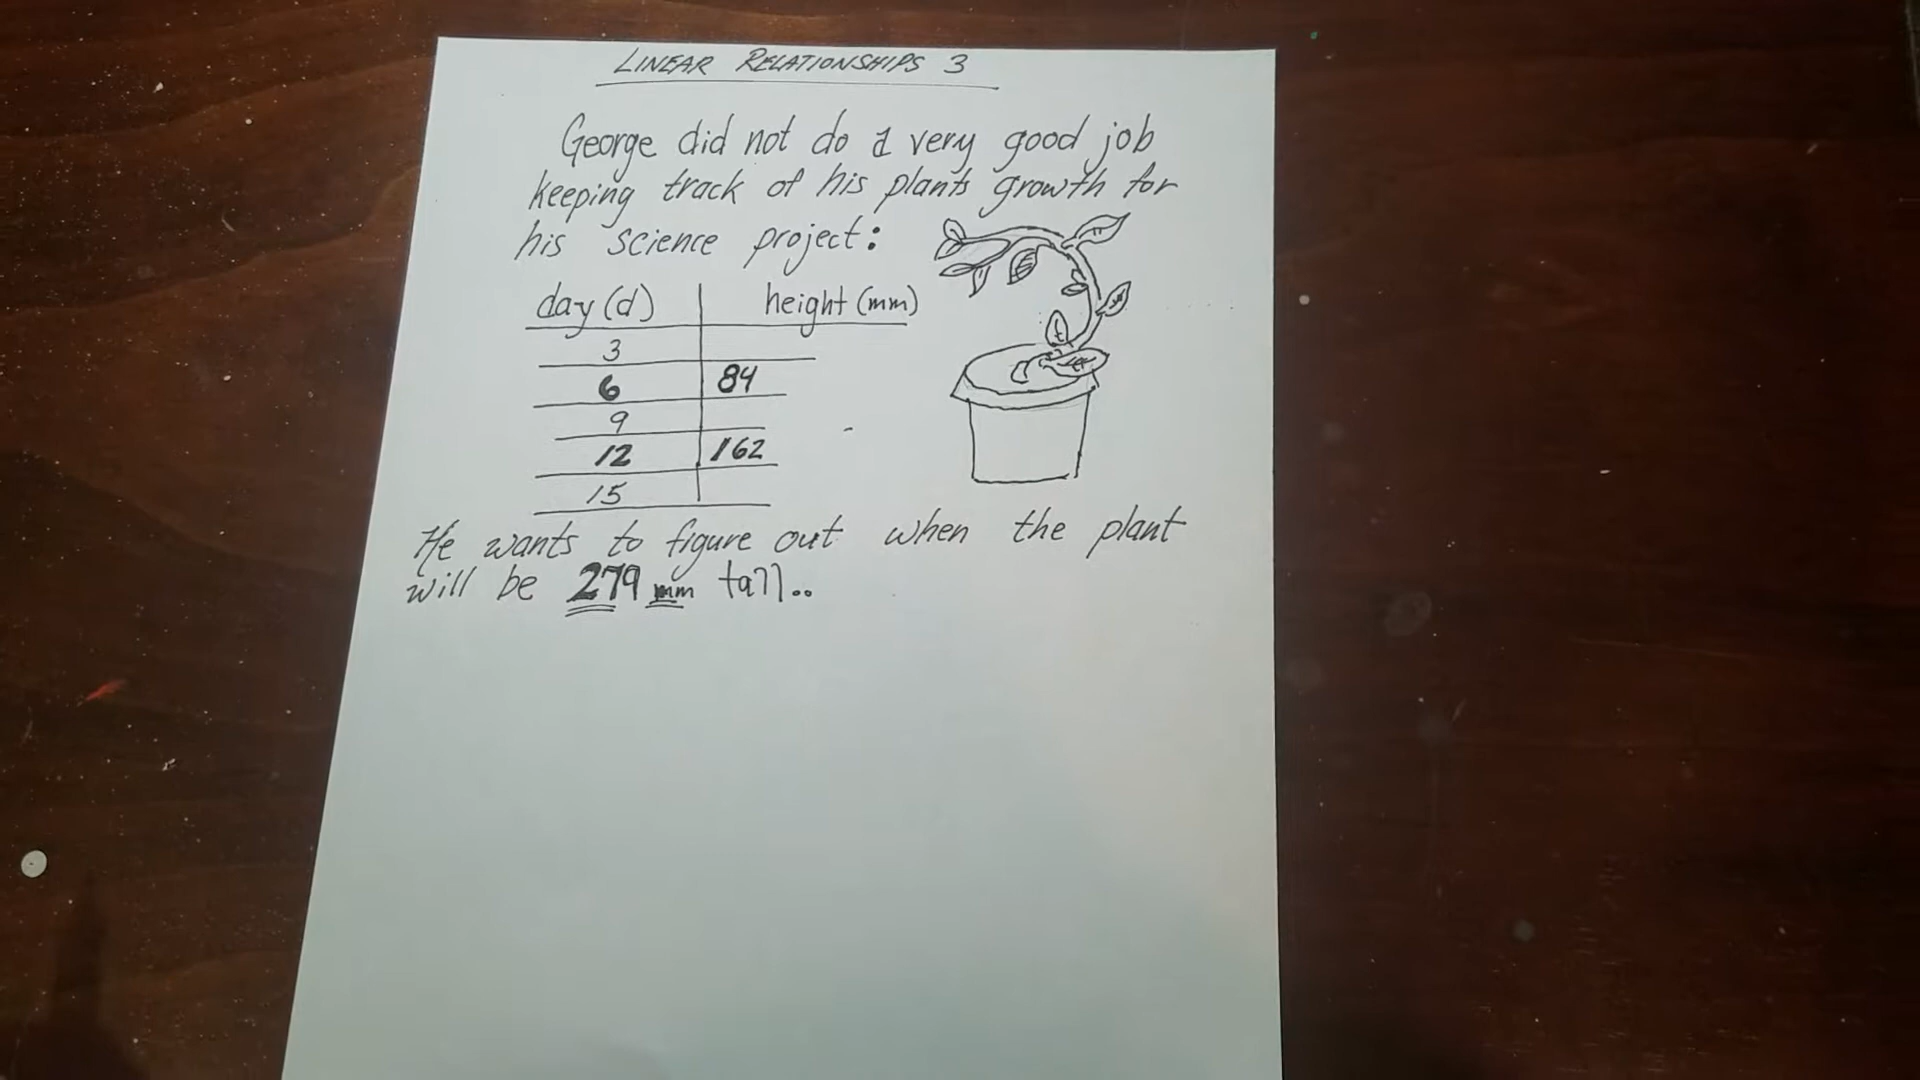 LINEAR RELATIONSHIPS 3
George did not do a very good job
keeping track of his plants growth for
his science project:
day (d) height (mm)
3
6 84
9
12 162
15
He wants to figure out when the plant
will be 279 mm tall..